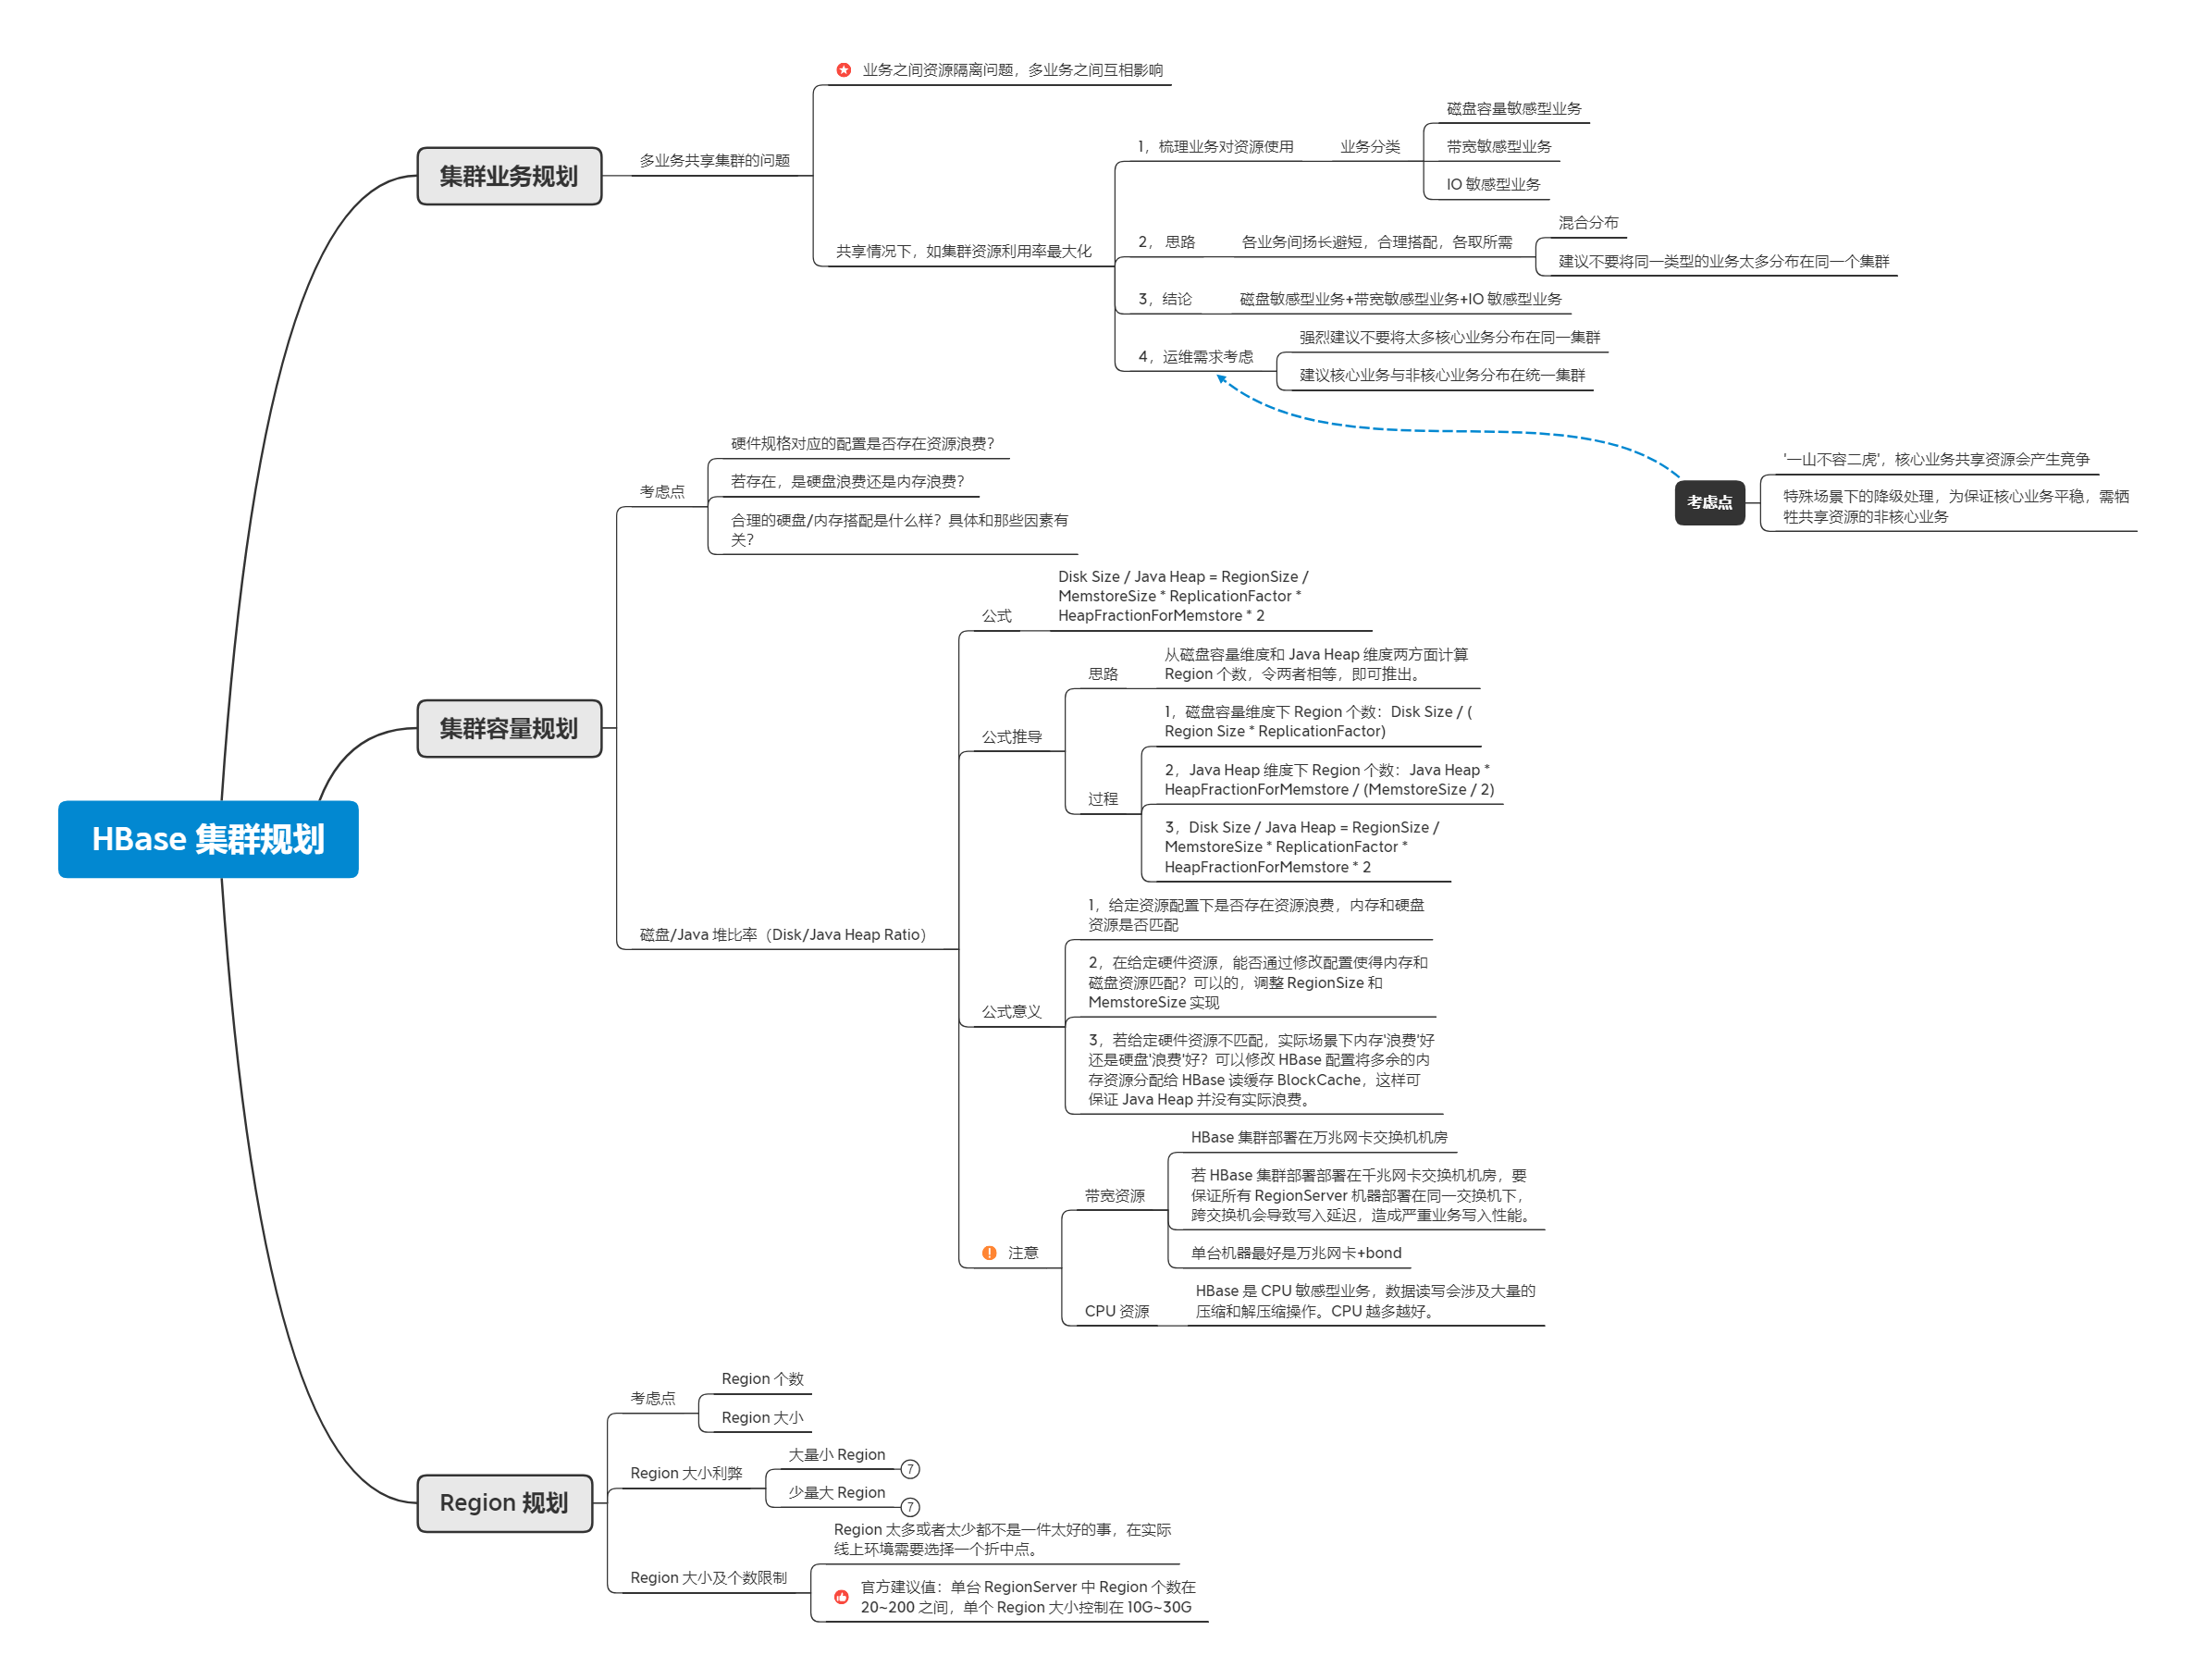 HBase 集群规划
集群业务规划
多业务共享集群的问题
业务之间资源隔离问题，多业务之间互相影响
共享情况下，如集群资源利用率最大化
1，梳理业务对资源使用
业务分类
磁盘容量敏感型业务
带宽敏感型业务
IO 敏感型业务
2， 思路
各业务间扬长避短，合理搭配，各取所需
混合分布
建议不要将同一类型的业务太多分布在同一个集群
3，结论
磁盘敏感型业务+带宽敏感型业务+IO 敏感型业务
4，运维需求考虑
强烈建议不要将太多核心业务分布在同一集群
建议核心业务与非核心业务分布在统一集群
考虑点
'一山不容二虎'，核心业务共享资源会产生竞争
特殊场景下的降级处理，为保证核心业务平稳，需牺
牲共享资源的非核心业务
集群容量规划
考虑点
硬件规格对应的配置是否存在资源浪费？
若存在，是硬盘浪费还是内存浪费？
合理的硬盘/内存搭配是什么样？具体和那些因素有
关？
磁盘/Java 堆比率（Disk/Java Heap Ratio）
公式
Disk Size / Java Heap = RegionSize /
MemstoreSize * ReplicationFactor *
HeapFractionForMemstore * 2
公式推导
思路
从磁盘容量维度和 Java Heap 维度两方面计算
Region 个数，令两者相等，即可推出。
过程
1，磁盘容量维度下 Region 个数：Disk Size / (
Region Size * ReplicationFactor)
2，Java Heap 维度下 Region 个数：Java Heap *
HeapFractionForMemstore / (MemstoreSize / 2)
3，Disk Size / Java Heap = RegionSize /
MemstoreSize * ReplicationFactor *
HeapFractionForMemstore * 2
公式意义
1，给定资源配置下是否存在资源浪费，内存和硬盘
资源是否匹配
2，在给定硬件资源，能否通过修改配置使得内存和
磁盘资源匹配？可以的，调整 RegionSize 和
MemstoreSize 实现
3，若给定硬件资源不匹配，实际场景下内存'浪费'好
还是硬盘'浪费'好？可以修改 HBase 配置将多余的内
存资源分配给 HBase 读缓存 BlockCache，这样可
保证 Java Heap 并没有实际浪费。
注意
带宽资源
HBase 集群部署在万兆网卡交换机机房
若 HBase 集群部署部署在千兆网卡交换机机房，要
保证所有 RegionServer 机器部署在同一交换机下，
跨交换机会导致写入延迟，造成严重业务写入性能。
单台机器最好是万兆网卡+bond
CPU 资源
HBase 是 CPU 敏感型业务，数据读写会涉及大量的
压缩和解压缩操作。CPU 越多越好。
Region 规划
考虑点
Region 个数
Region 大小
Region 大小利弊
大量小 Region
7
少量大 Region
7
Region 大小及个数限制
Region 太多或者太少都不是一件太好的事，在实际
线上环境需要选择一个折中点。
官方建议值：单台 RegionServer 中 Region 个数在
20~200 之间，单个 Region 大小控制在 10G~30G